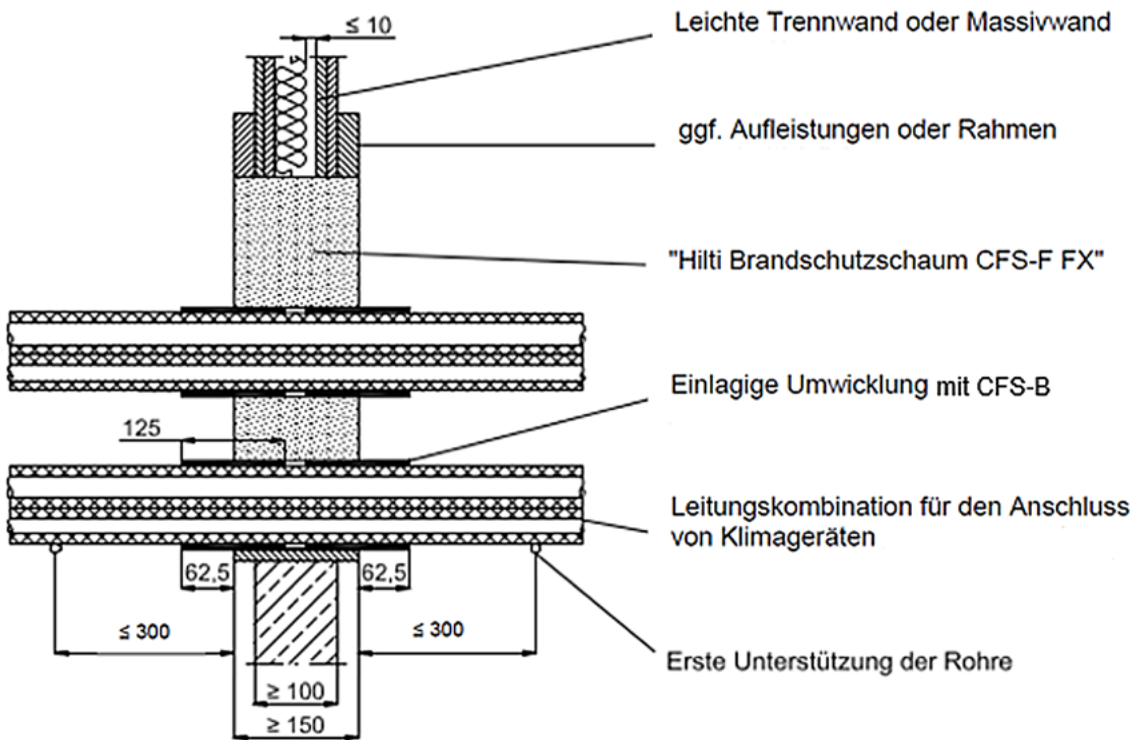 ≤ 10
Leichte Trennwand oder Massivwand
ggf. Aufleistungen oder Rahmen
"Hilti Brandschutzschaum CFS-F FX"
Einlagige Umwicklung mit CFS-B
125
Leitungskombination für den Anschluss
von Klimageräten
62,5
62,5
≤ 300
≤ 300
Erste Unterstützung der Rohre
≥ 100
≥ 150